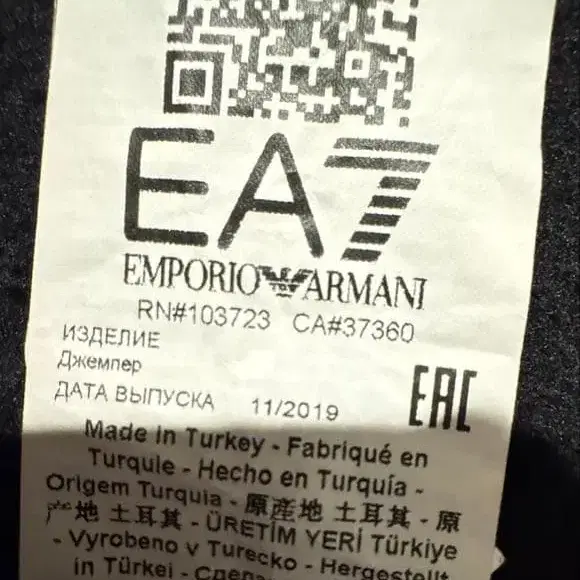 EA7
EMPORIO ARMANI
RN#103723 CA#37360
ИЗДЕЛИЕ
Джемпер
ДАТА ВЫПУСКА 11/2019
EAC
Made in Turkey - Fabriqué en
Turquie - Hecho en Turquía -
Origem Turquia - 原產地 土耳其 - 原
产地 土耳其 - ÜRETİM YERİ Türkiye
- Vyrobeno v Turecko - Hergestellt
in Türkei -